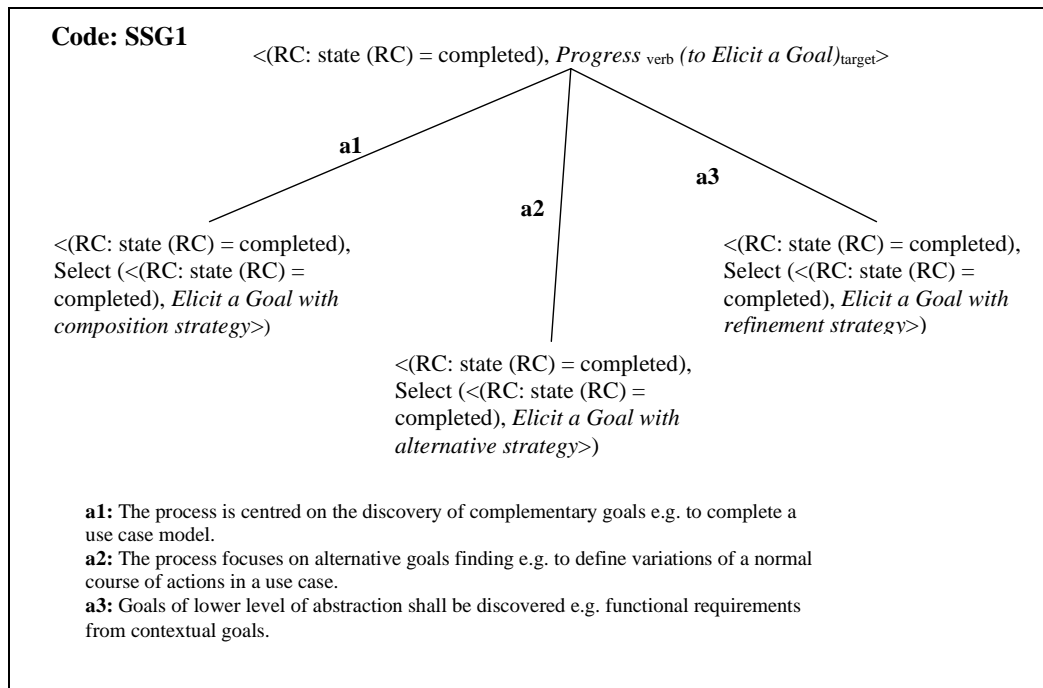 Code: SSG1
<(RC: state (RC) = completed), Progress verb (to Elicit a Goal)target>
a1
a2
a3
<(RC: state (RC) = completed),
Select (<(RC: state (RC) =
completed), Elicit a Goal with
composition strategy>)
<(RC: state (RC) = completed),
Select (<(RC: state (RC) =
completed), Elicit a Goal with
alternative strategy>)
<(RC: state (RC) = completed),
Select (<(RC: state (RC) =
completed), Elicit a Goal with
refinement strategy>)
a1: The process is centred on the discovery of complementary goals e.g. to complete a
use case model.
a2: The process focuses on alternative goals finding e.g. to define variations of a normal
course of actions in a use case.
a3: Goals of lower level of abstraction shall be discovered e.g. functional requirements
from contextual goals.